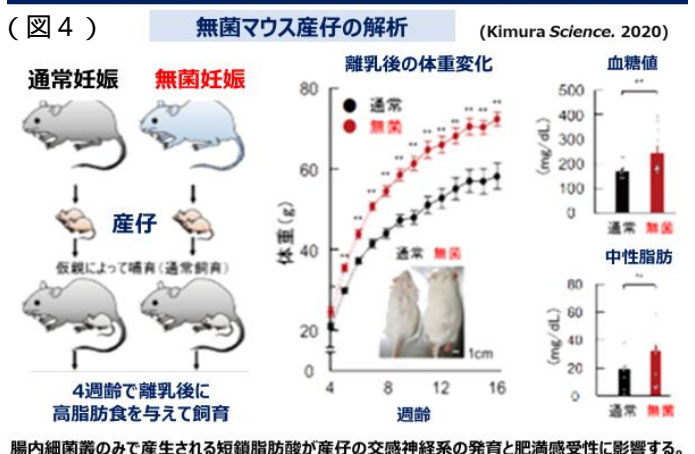 (図4)
無菌マウス産仔の解析
(Kimura Science. 2020)
通常妊娠 無菌妊娠
産仔
仮親によって哺育(通常飼育)
4週齢で離乳後に
高脂肪食を与えて飼育
離乳後の体重変化
体重(g)
80
60
40
20
0
通常
無菌
**
**
**
**
**
**
**
**
**
**
**
**
通常 無菌
1cm
4 8 12 16
週齢
血糖値
(mg/dL)
500
400
300
200
100
0
**
通常 無菌
中性脂肪
(mg/dL)
80
60
40
20
0
通常 無菌
腸内細菌叢のみで産生される短鎖脂肪酸が産仔の交感神経系の発育と肥満感受性に影響する。